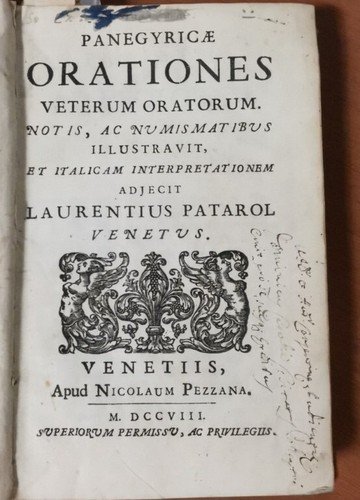 PANEGYRICÆ
ORATIONES
VETERUM ORATORUM.
NOTIS, AC NUMISMATIBUS
ILLUSTRAVIT,
ET ITALICAM INTERPRETATIONEM
ADJECIT
LAURENTIUS PATAROL
VENETUS.
VENETIIS,
Apud NICOLAUM PEZZANA.
M. DCCVIII.
SUPERIORUM PERMISSU, AC PRIVILEGIIS.